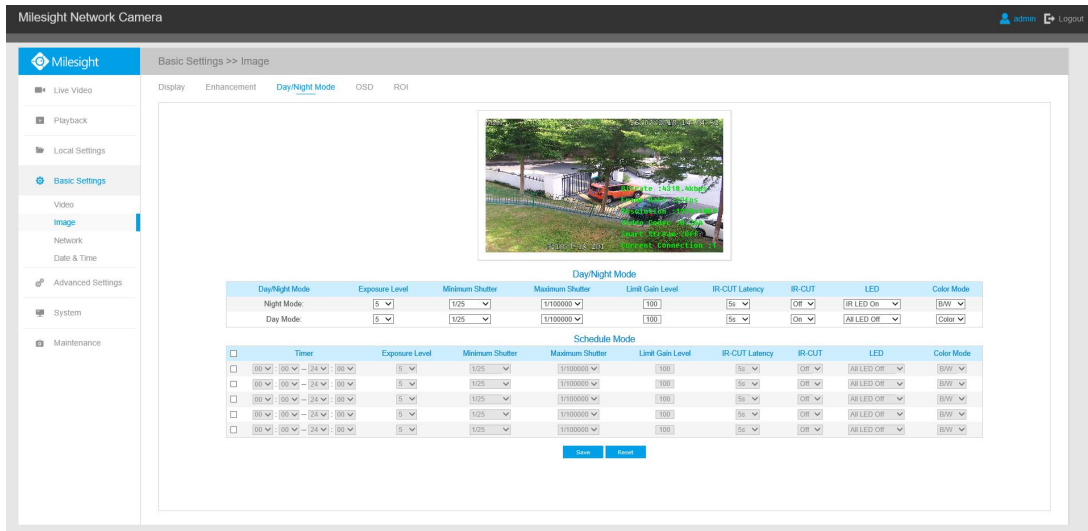 Milesight Network Camera
admin Logout
Milesight
Basic Settings >> Image
Live Video
Playback
Local Settings
Basic Settings
Video
Image
Network
Date & Time
Advanced Settings
System
Maintenance
Display Enhancement Day/Night Mode OSD ROI
Current Connection :
Day/Night Mode
Day/Night Mode Exposure Level Minimum Shutter Maximum Shutter Limit Gain Level IR-CUT Latency IR-CUT LED Color Mode
Night Mode: 5 1/25 1/100000 100 5s Off IR LED On B/W
Day Mode: 5 1/25 1/100000 100 5s On All LED Off Color
Schedule Mode
Timer Exposure Level Minimum Shutter Maximum Shutter Limit Gain Level IR-CUT Latency IR-CUT LED Color Mode
00 : 00 – 24 : 00 5 1/25 1/100000 100 5s Off All LED Off B/W
00 : 00 – 24 : 00 5 1/25 1/100000 100 5s Off All LED Off B/W
00 : 00 – 24 : 00 5 1/25 1/100000 100 5s Off All LED Off B/W
00 : 00 – 24 : 00 5 1/25 1/100000 100 5s Off All LED Off B/W
00 : 00 – 24 : 00 5 1/25 1/100000 100 5s Off All LED Off B/W
Save Reset